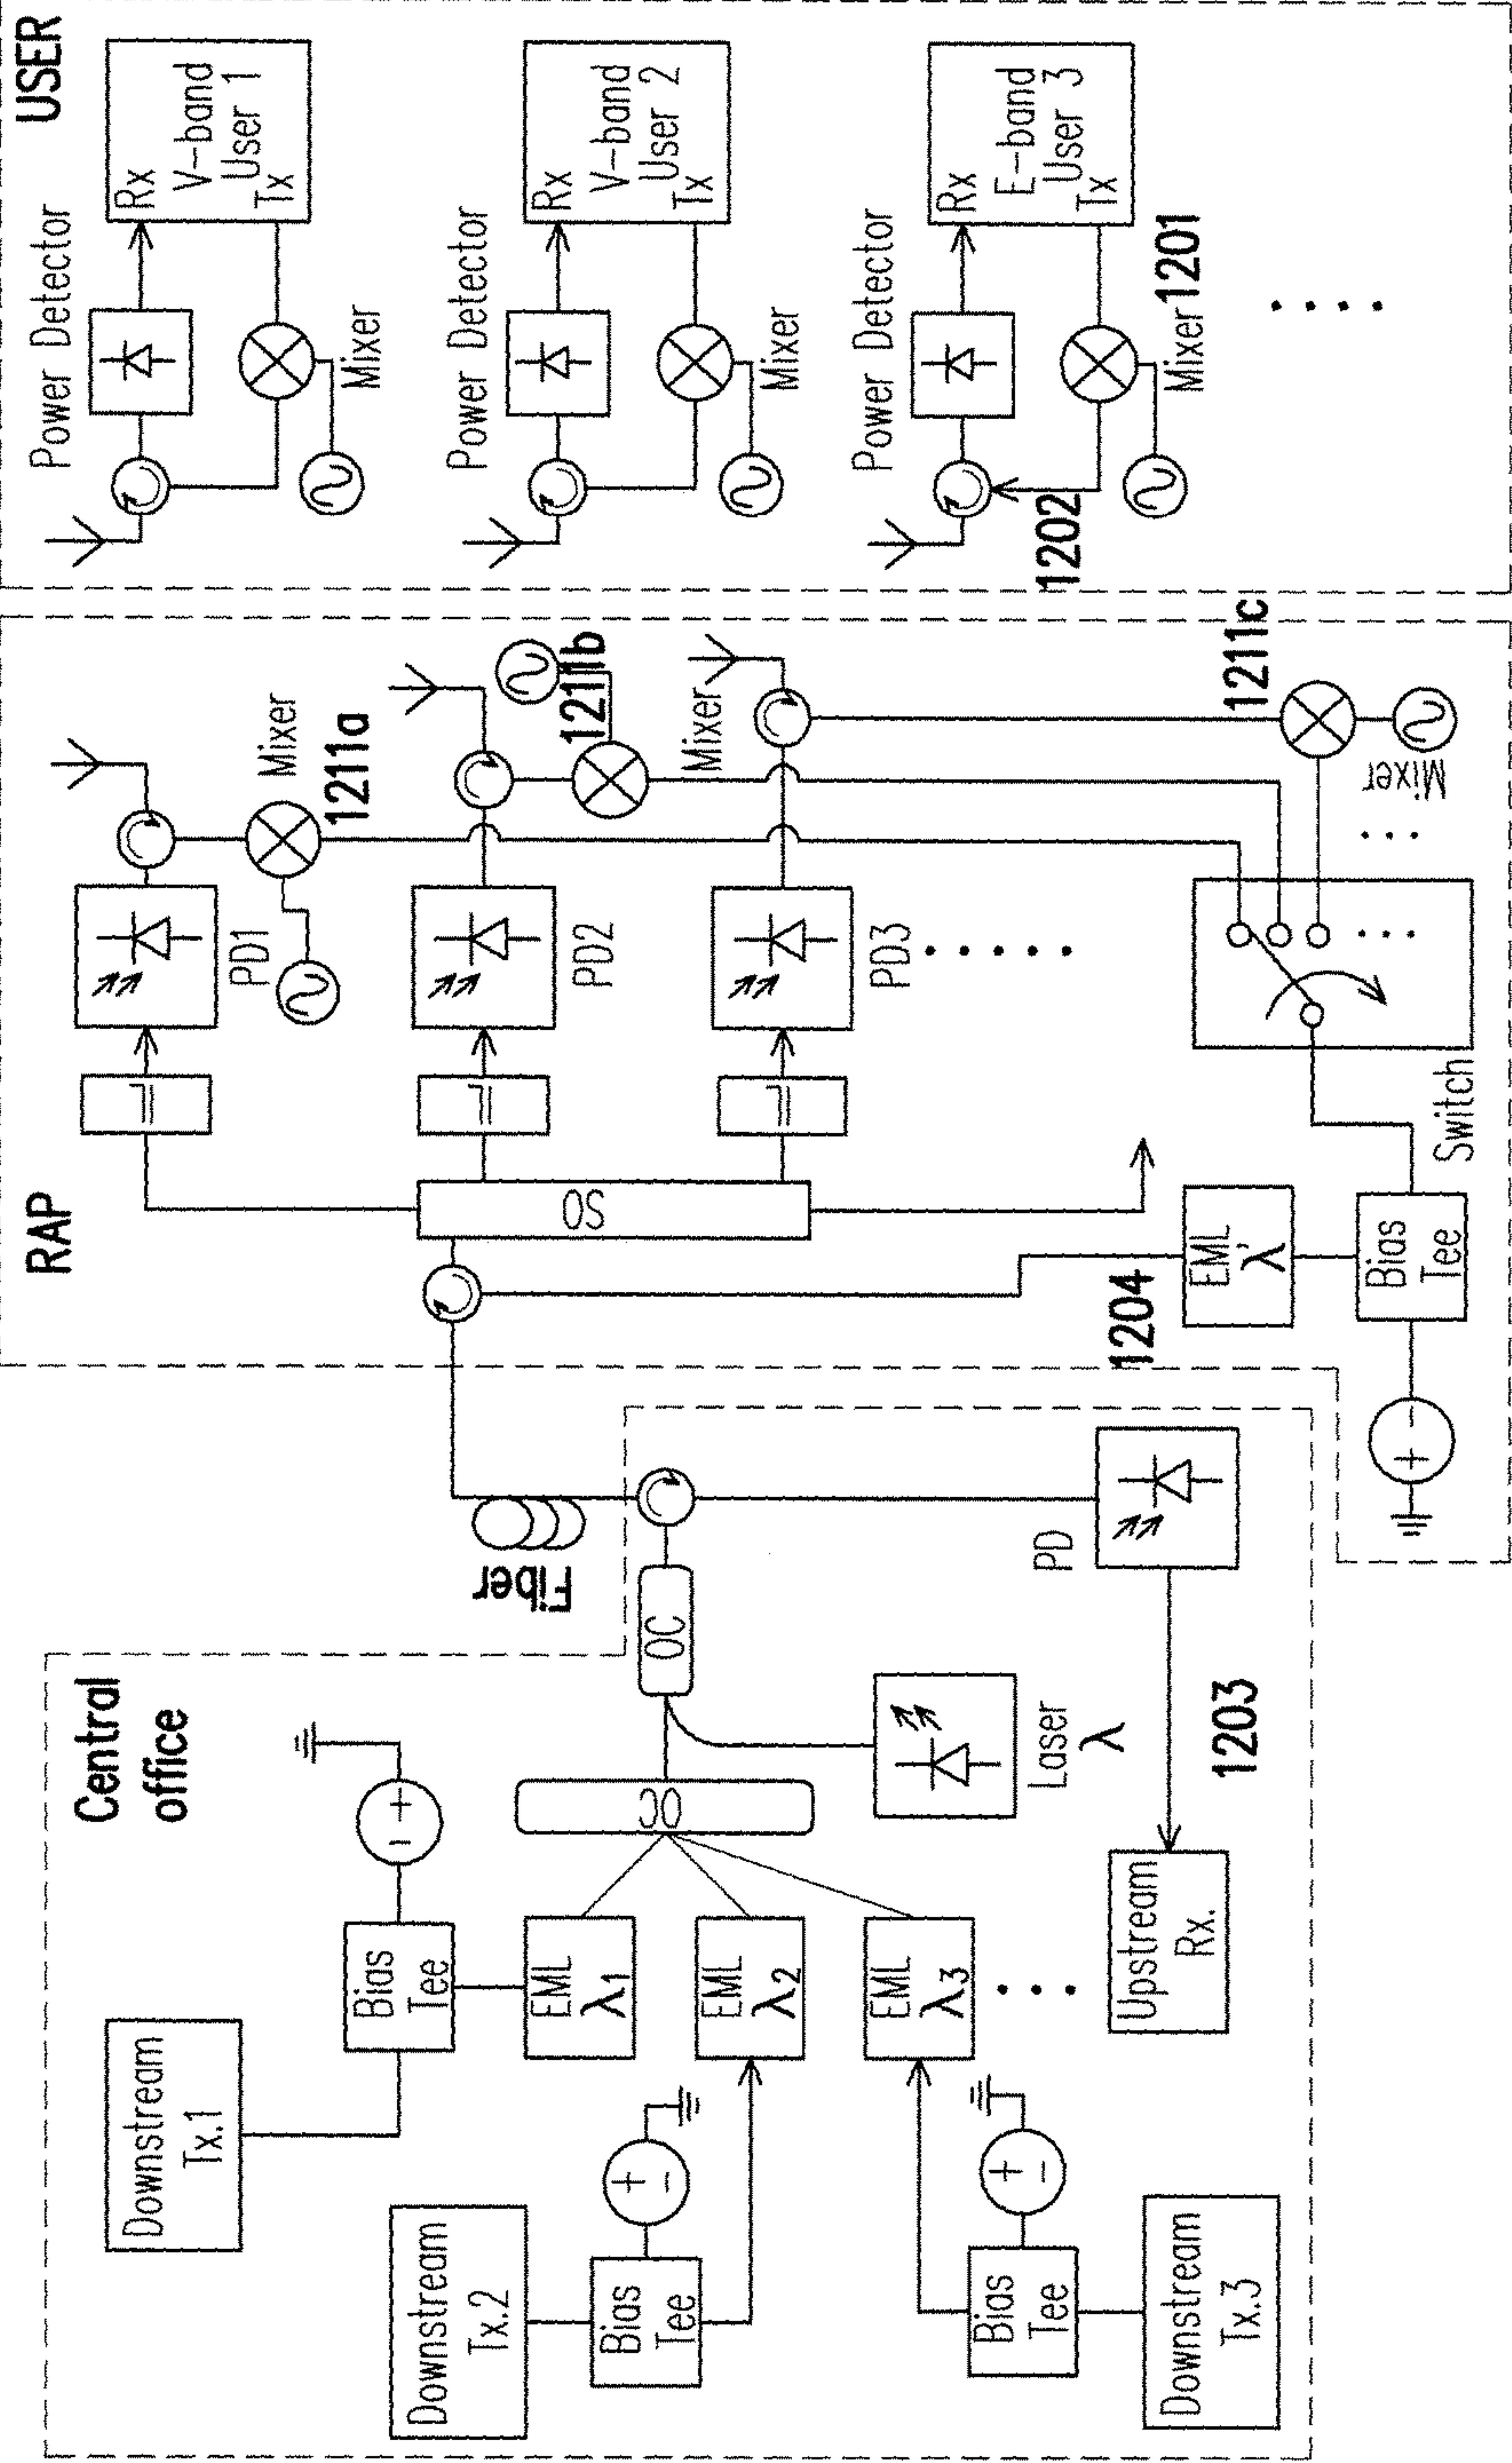 Central
office
Downstream
Tx.1
Bias
Tee
EML
λ1
Downstream
Tx.2
Bias
Tee
EML
λ2
EML
λ3
Bias
Tee
Downstream
Tx.3
Upstream
Rx.
1203
OC
OC
Laser
λ
PD
Fiber
RAP
SO
PD1
PD2
PD3
Mixer
1211a
1211b
Mixer
1211c
Mixer
Switch
1204
EML
λ'
Bias
Tee
USER
Power Detector
Rx
V-band
User 1
Tx
Mixer
Power Detector
Rx
V-band
User 2
Tx
Mixer
Power Detector
Rx
E-band
User 3
Tx
Mixer 1201
1202